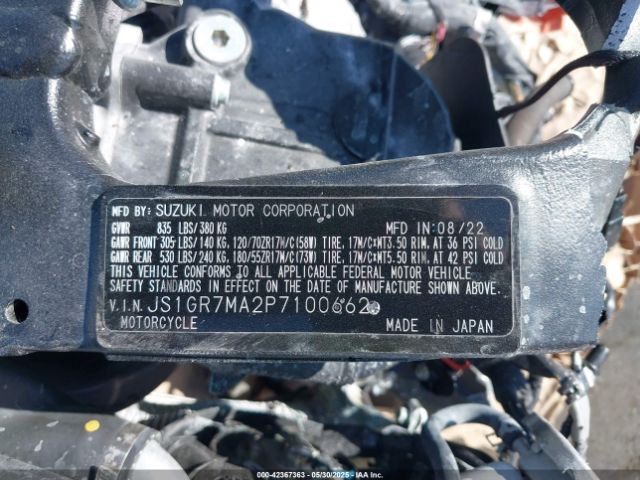 MFD BY: SUZUKI MOTOR CORPORATION
GVWR 835 LBS/380 KG MFD IN: 08/22
GAWR FRONT 305 LBS/140 KG, 120/70ZR17M/C(58W) TIRE, 17M/C×MT3.50 RIM, AT 36 PSI COLD
GAWR REAR 530 LBS/240 KG, 180/55ZR17M/C(73W) TIRE, 17M/C×MT5.50 RIM, AT 42 PSI COLD
THIS VEHICLE CONFORMS TO ALL APPLICABLE FEDERAL MOTOR VEHICLE
SAFETY STANDARDS IN EFFECT ON THE DATE OF MANUFACTURE SHOWN ABOVE.
V.I.N.
MOTORCYCLE MADE IN JAPAN
000-42367363 - 05/30/2025 - IAAI.com